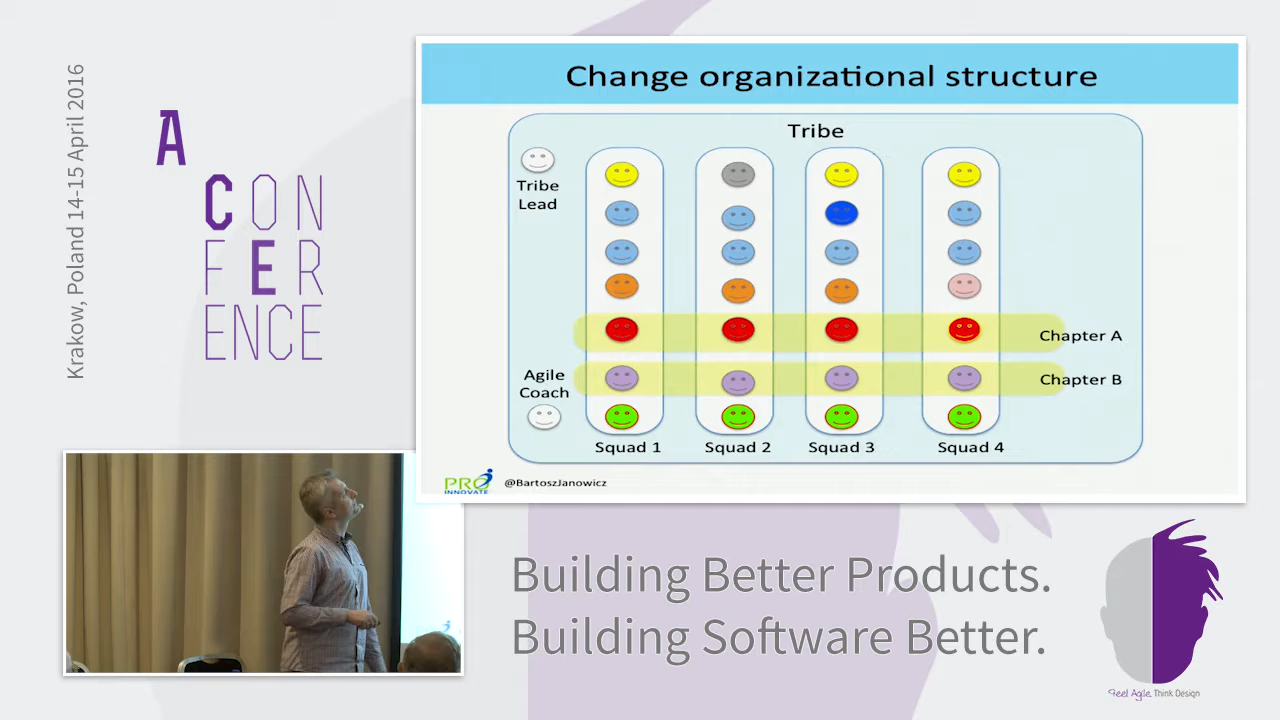 Krakow, Poland 14-15 April 2016
A
CON
FER
ENCE
Change organizational structure
Tribe
Tribe
Lead
Chapter A
Agile
Coach
Chapter B
Squad 1
Squad 2
Squad 3
Squad 4
PRO
INNOVATE
@BartoszJanowicz
Building Better Products.
Building Software Better.
Feel Agile. Think Design